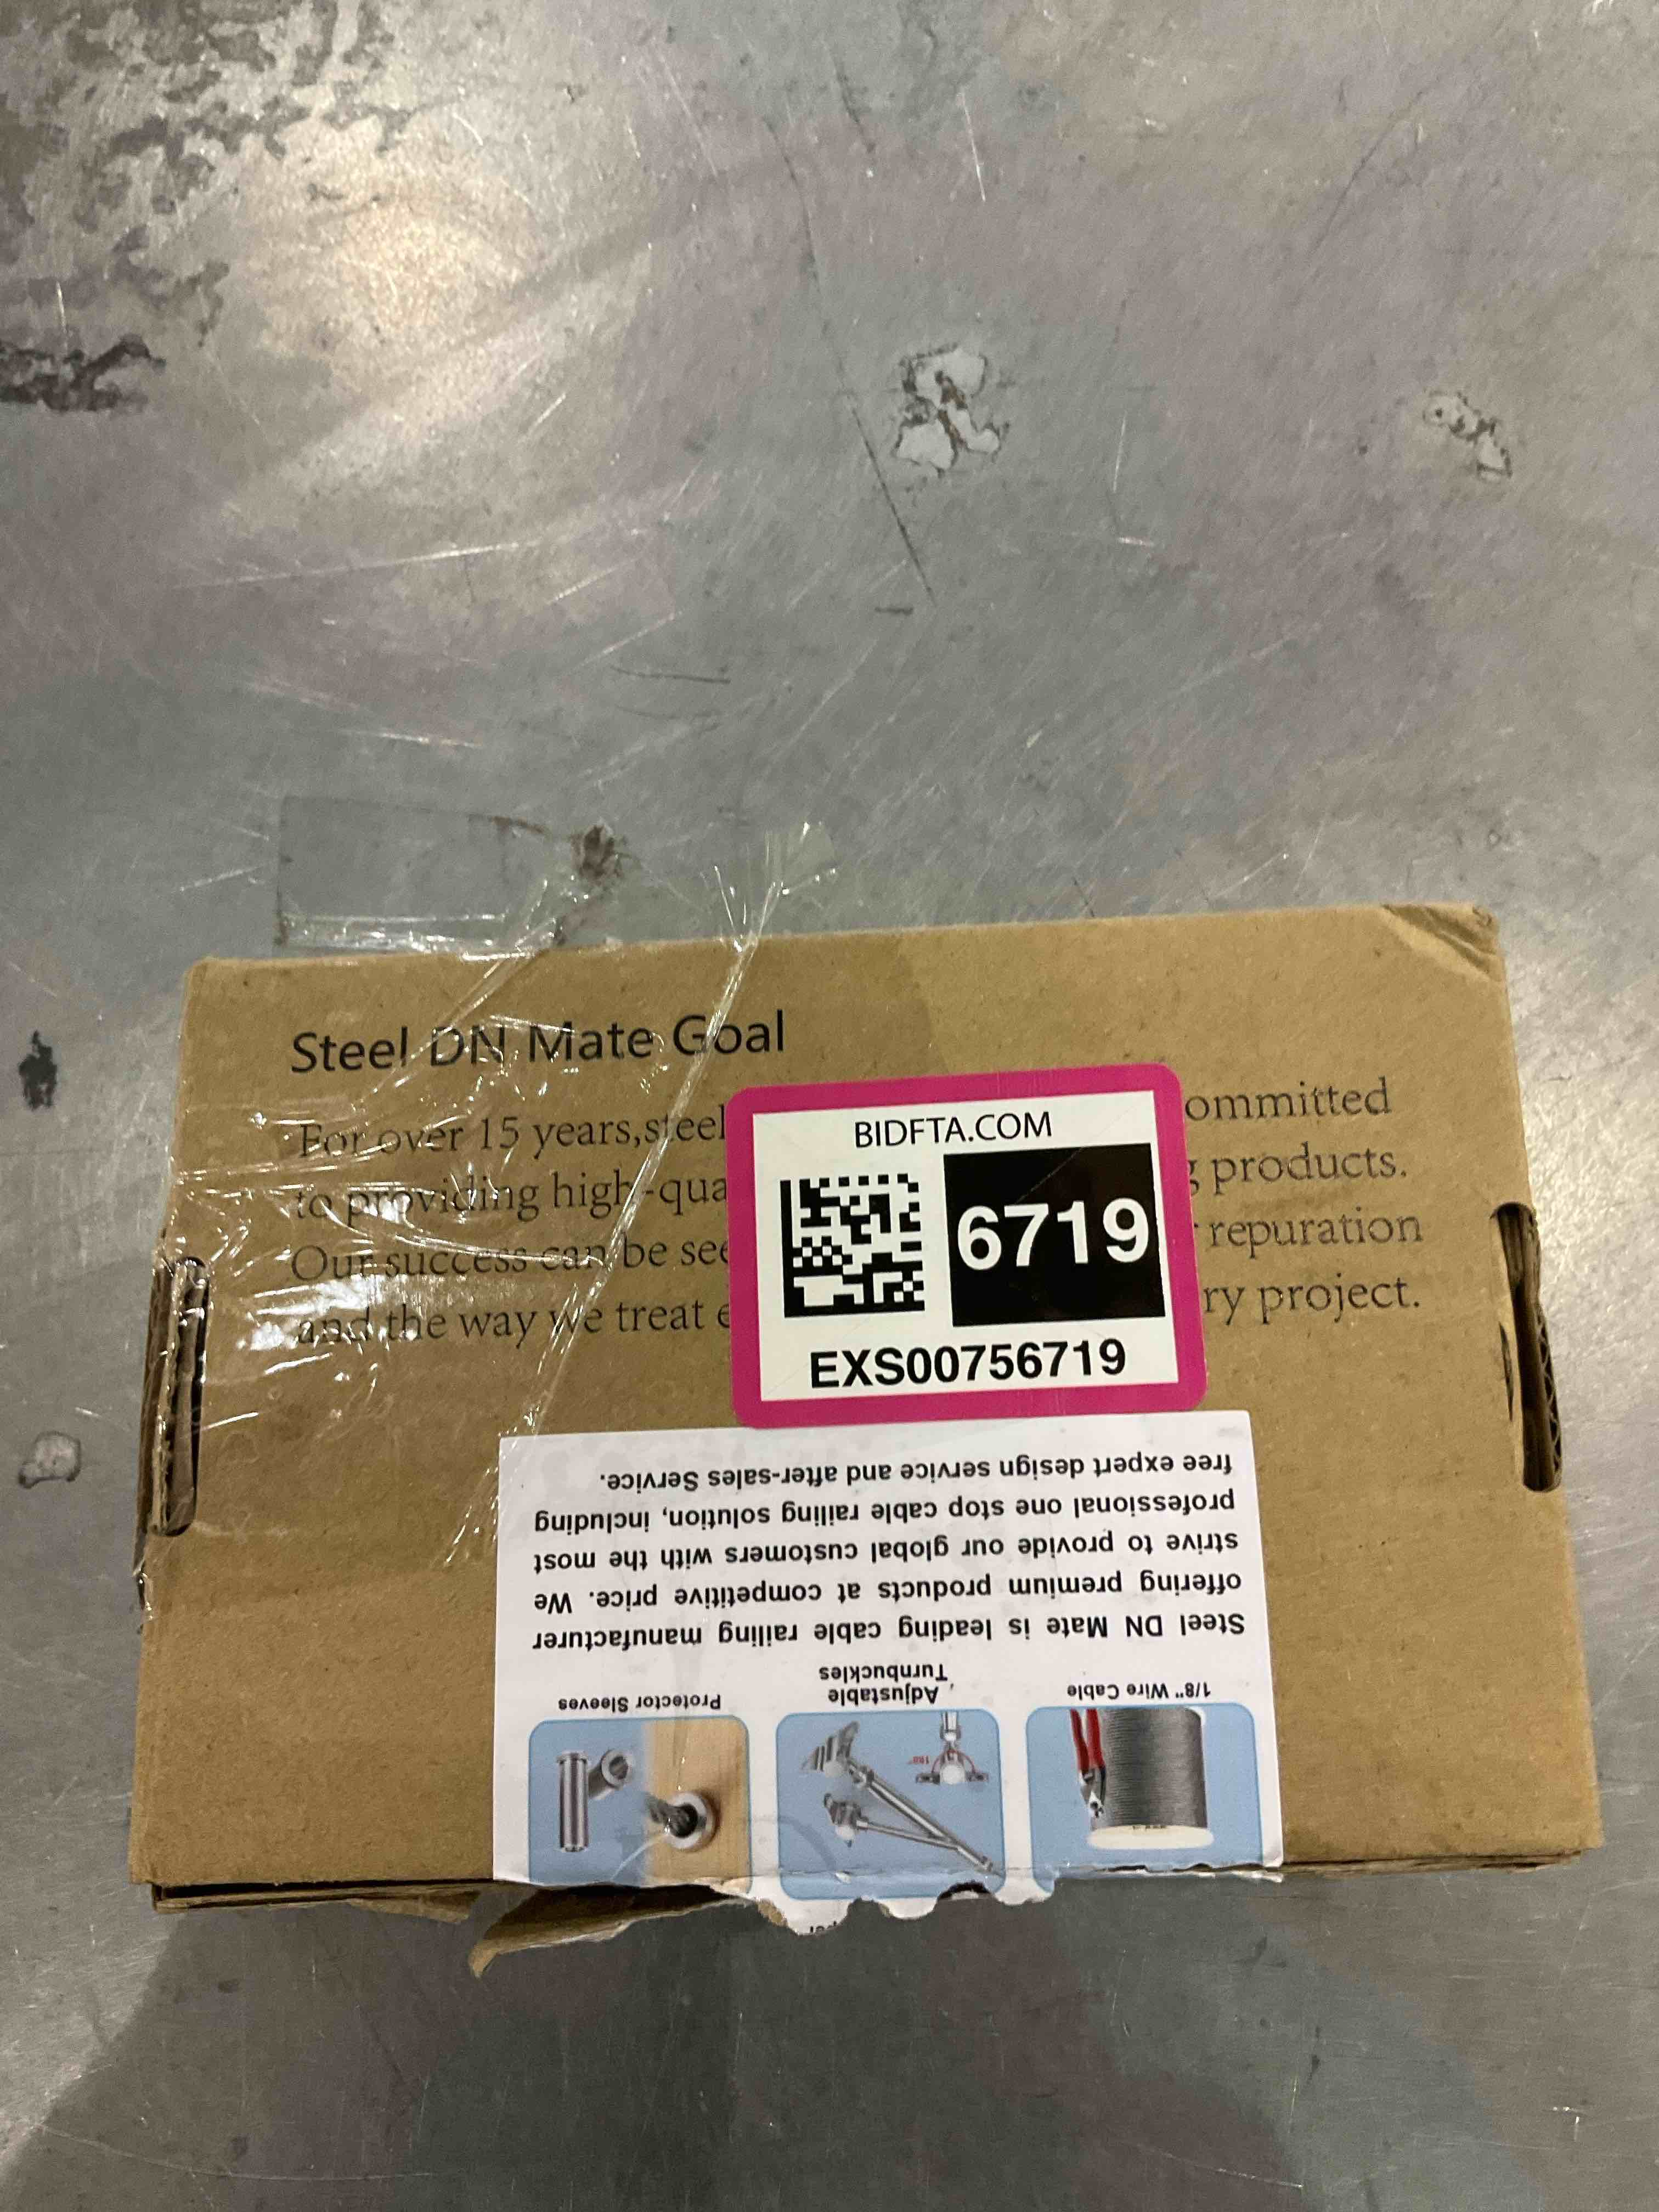 Steel DN Mate Goal
For over 15 years,steel ommitted
to providing high-qua g products.
Our success can be see r repuration
and the way we treat e ry project.
BIDFTA.COM
6719
EXS00756719
Protector Sleeves
Adjustable
Turnbuckles
1/8" Wire Cable
180°
Steel DN Mate is leading cable railing manufacturer
offering premium products at competitive price. We
strive to provide our global customers with the most
professional one stop cable railing solution, including
free expert design service and after-sales Service.